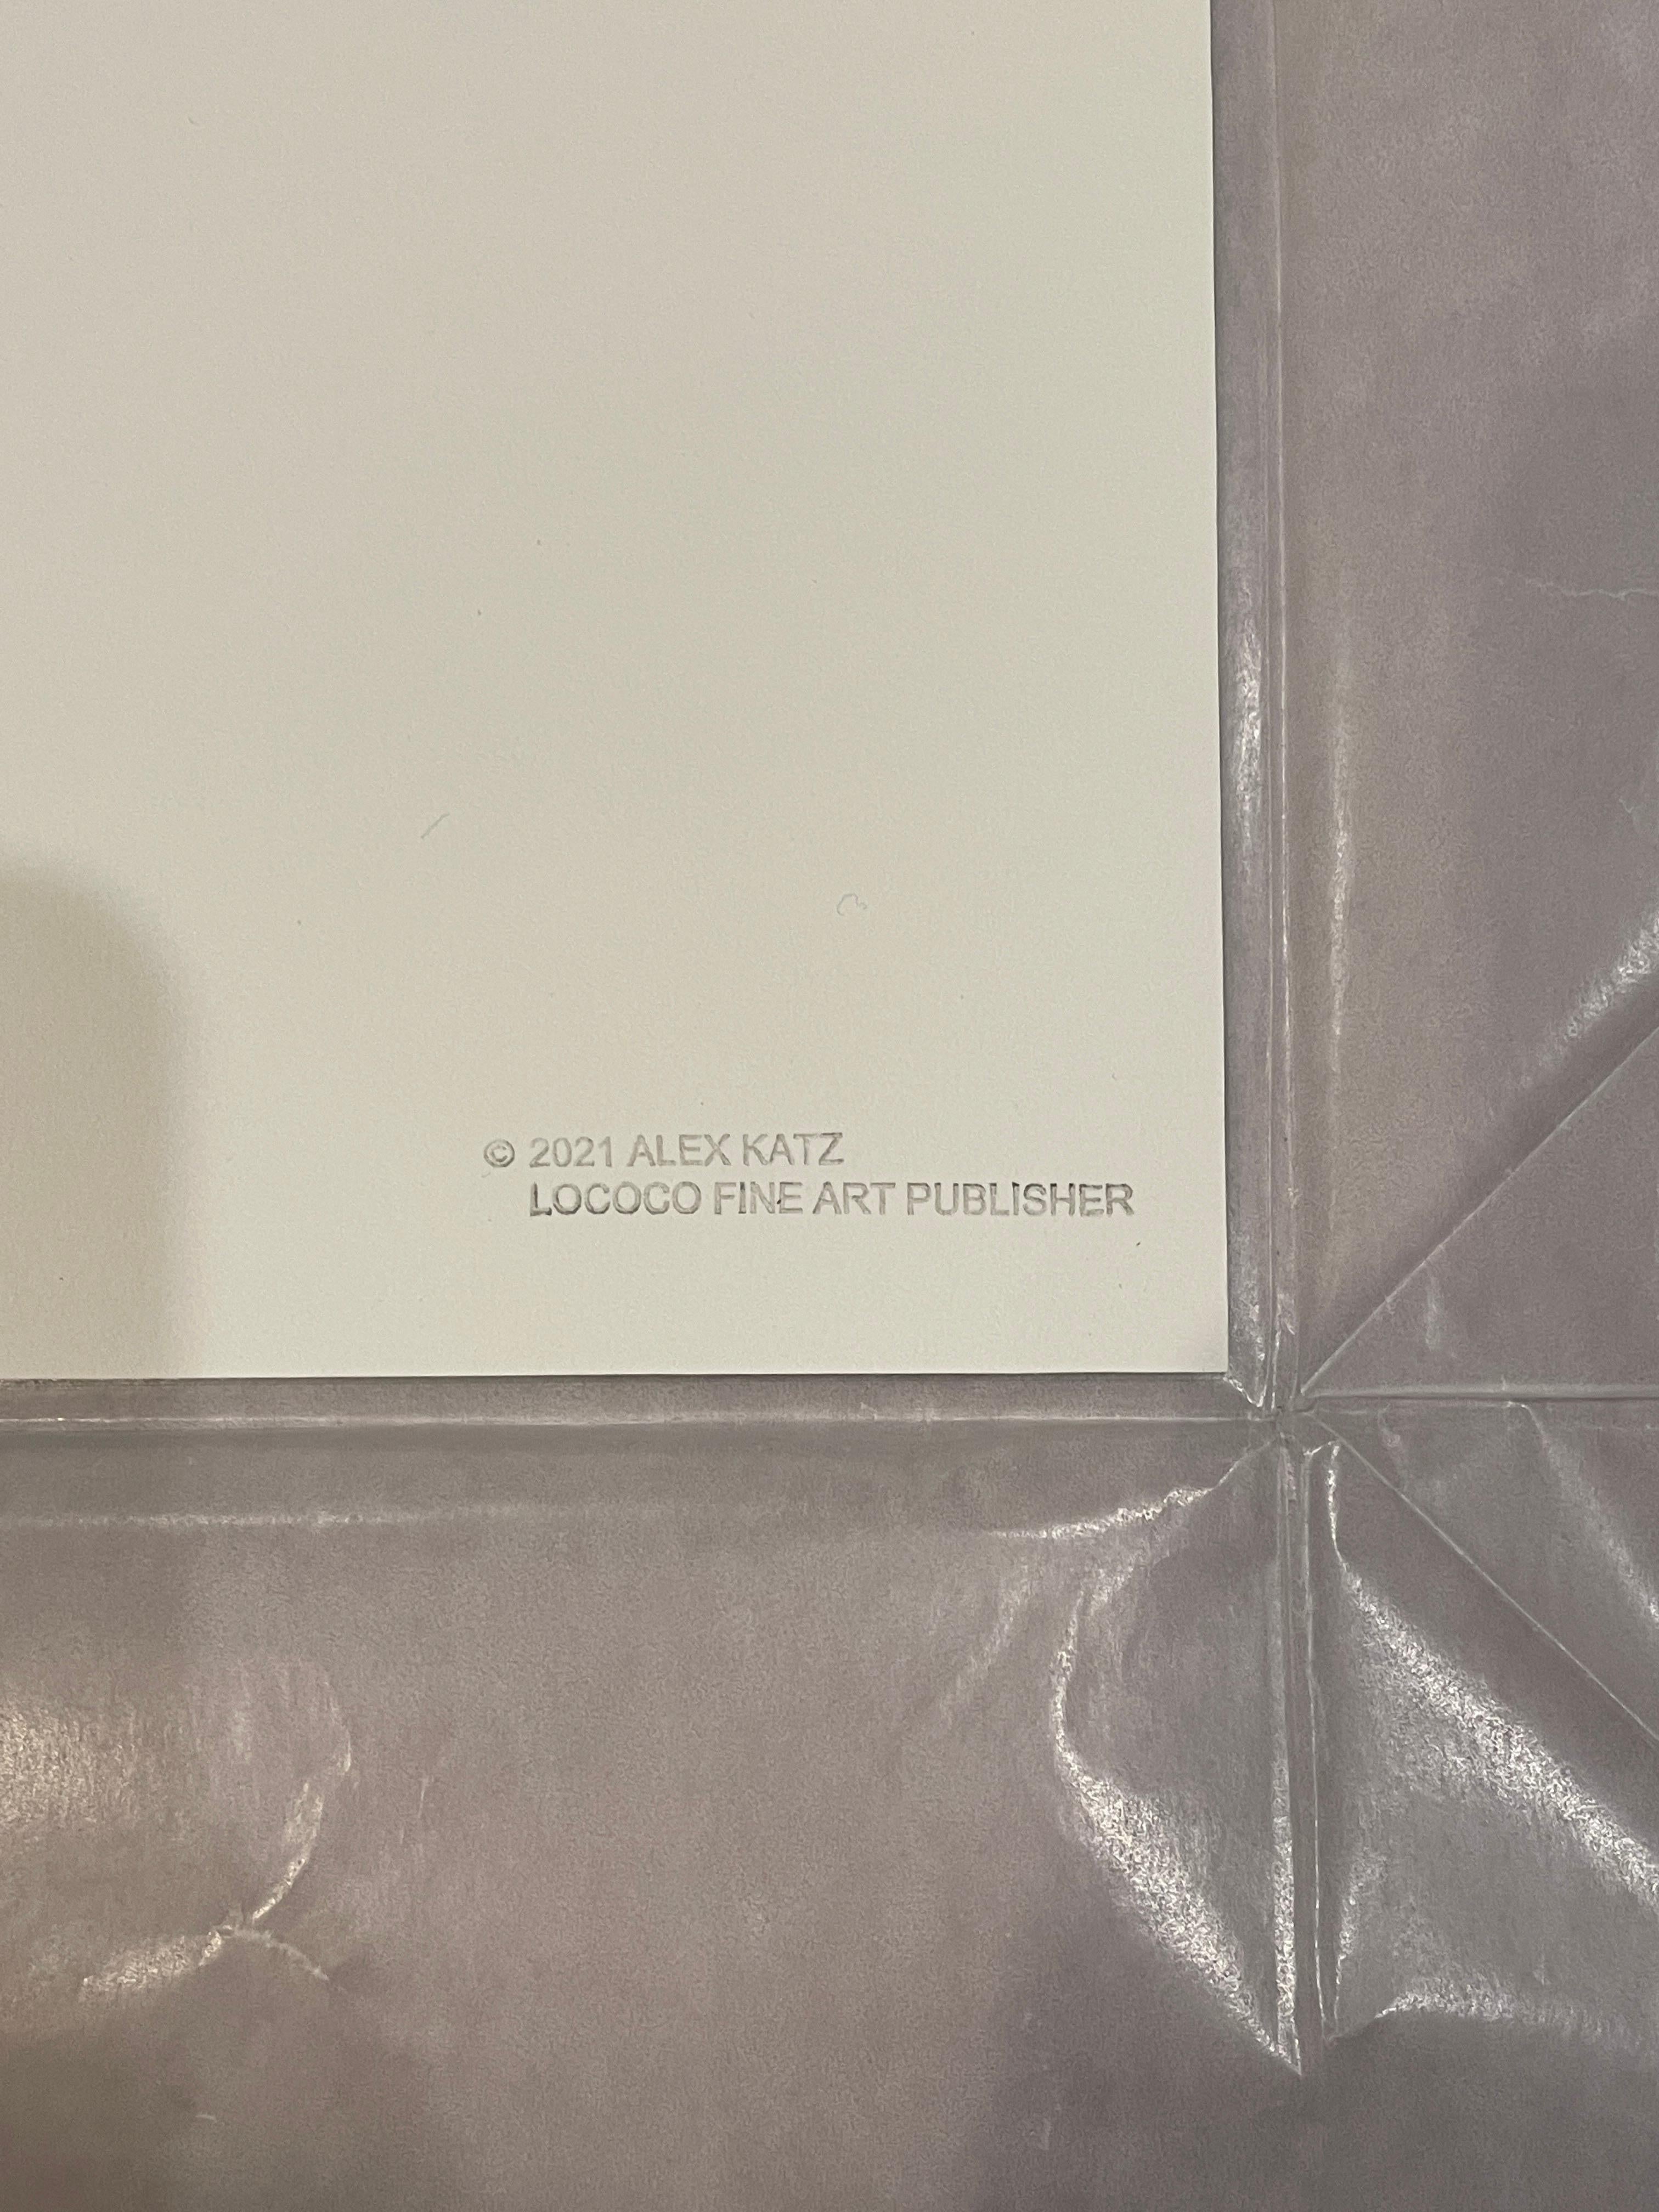 © 2021 ALEX KATZ
LOCOCO FINE ART PUBLISHER